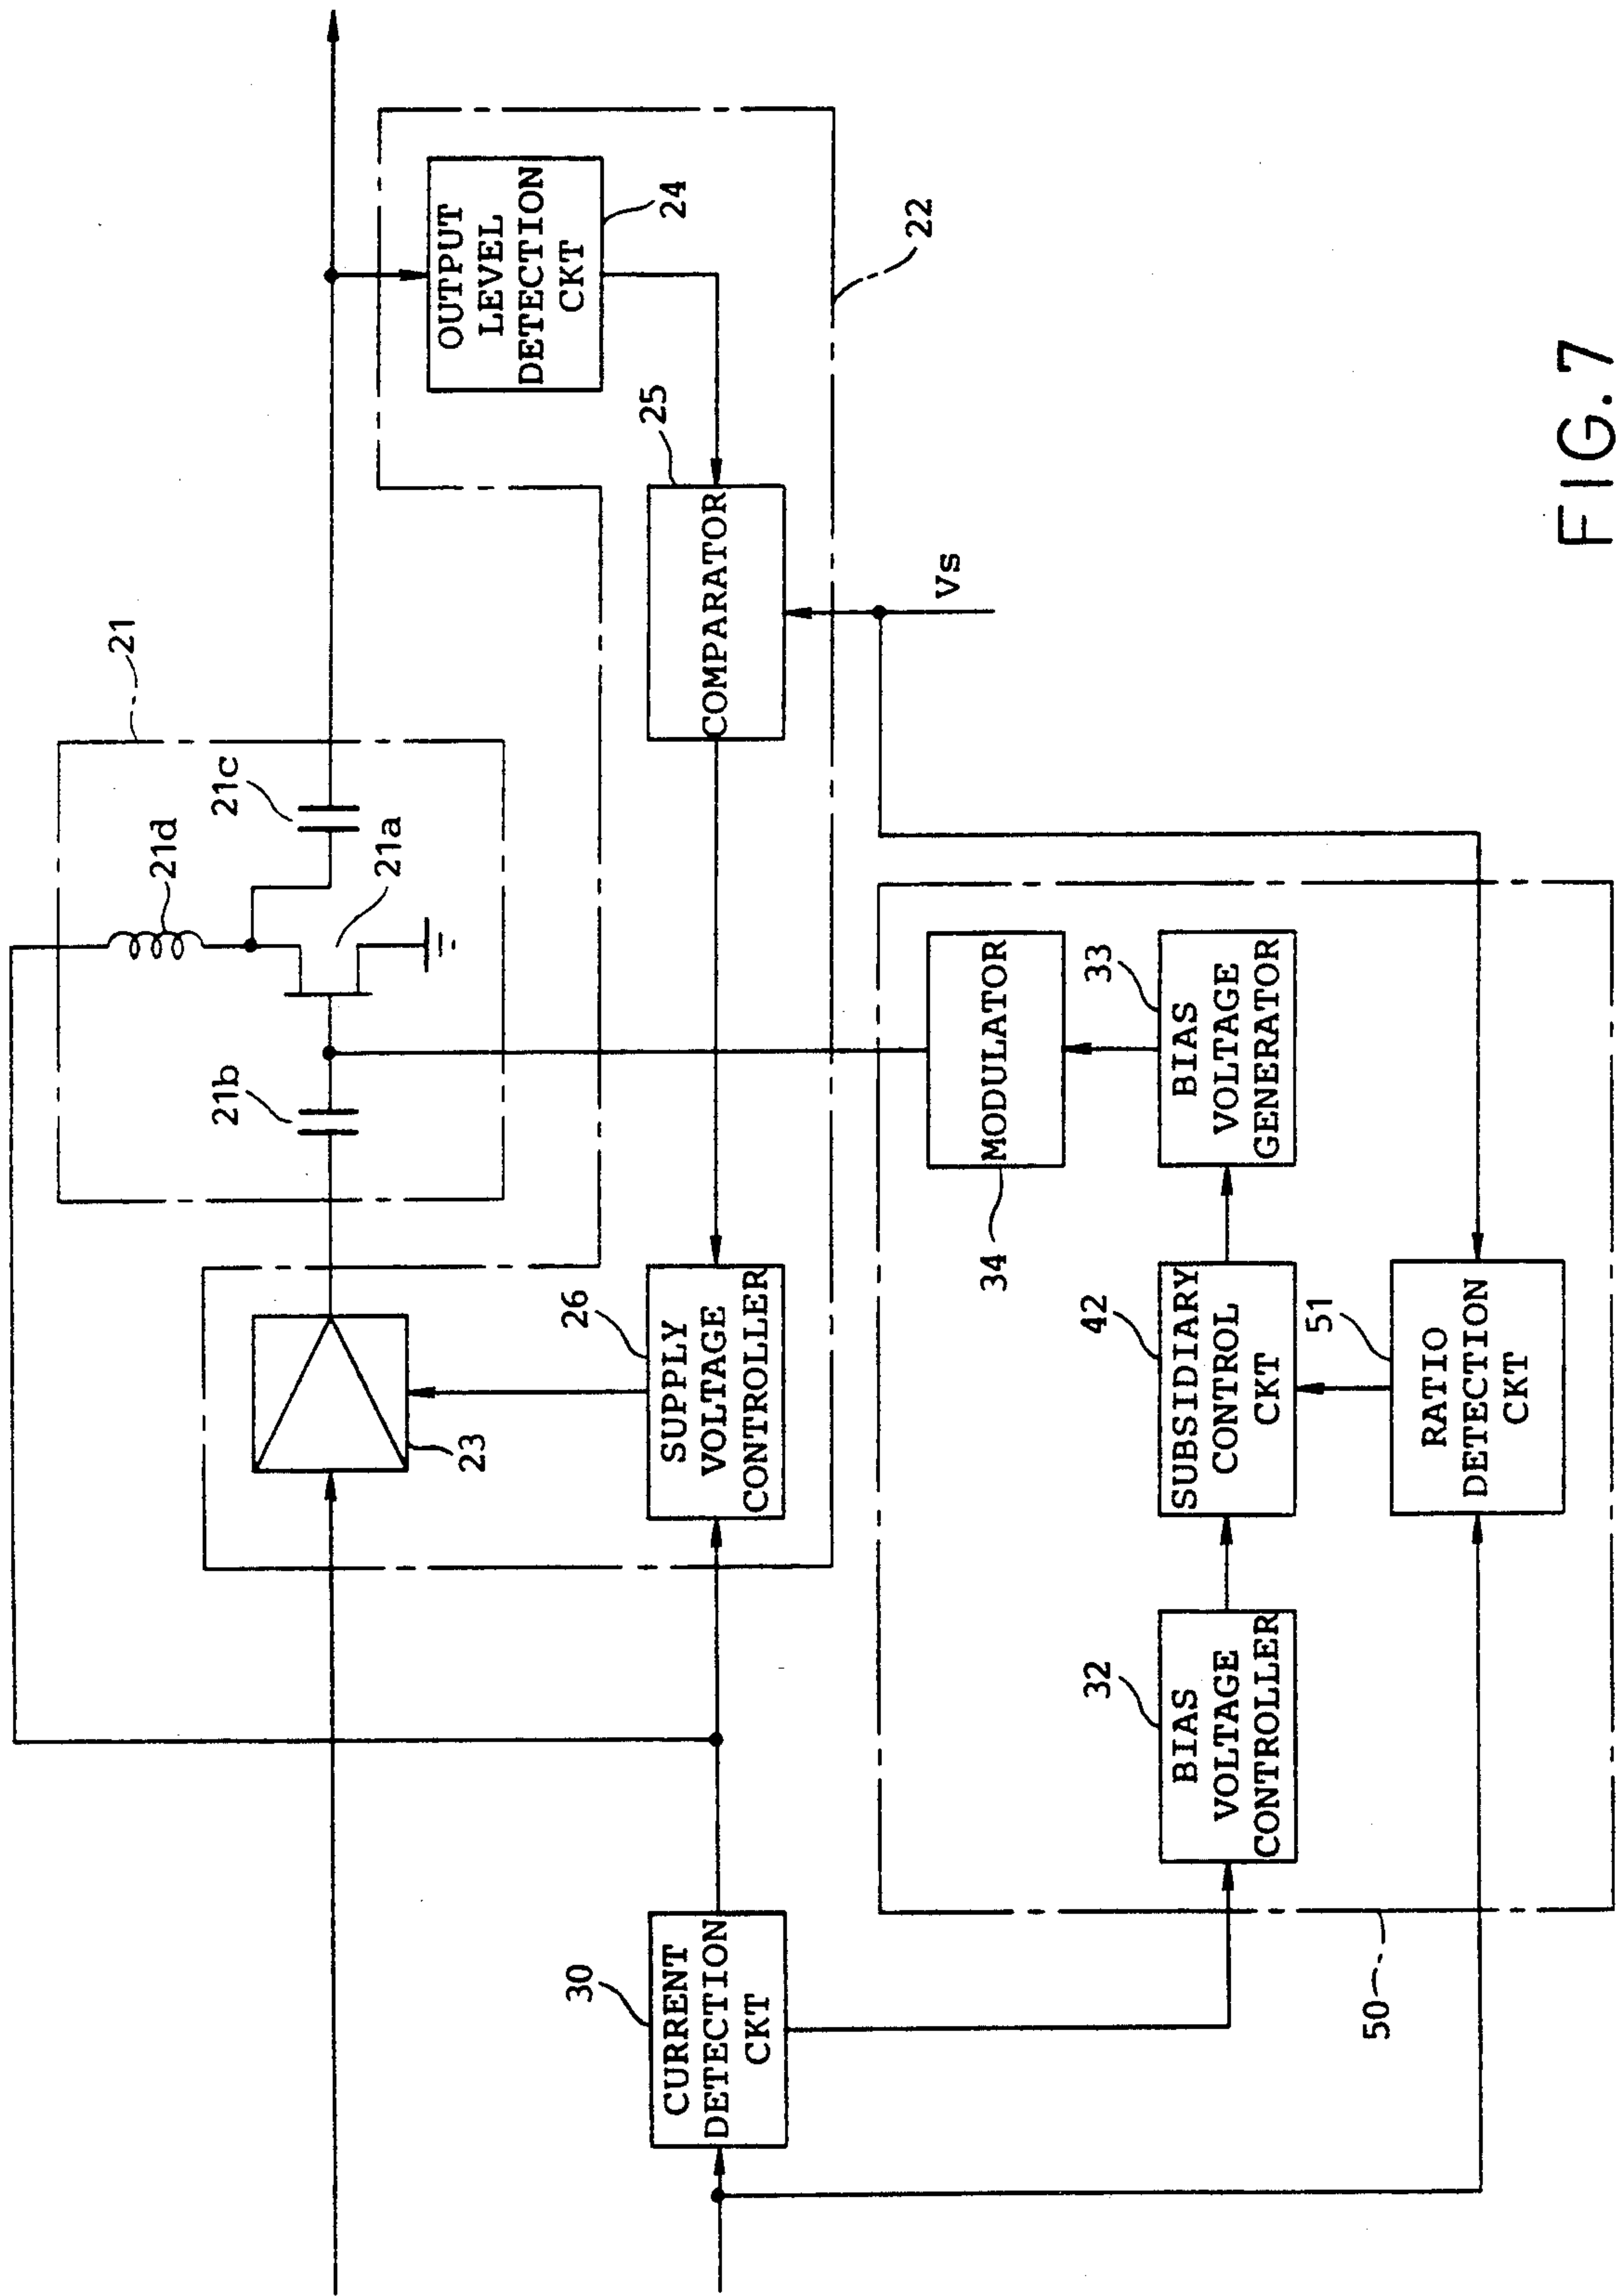 21
21d
21c
21b
21a
23
OUTPUT
LEVEL
DETECTION
CKT
24
25
COMPARATOR
26
SUPPLY
VOLTAGE
CONTROLLER
22
30
CURRENT
DETECTION
CKT
Vs
MODULATOR
34
32
BIAS
VOLTAGE
CONTROLLER
42
SUBSIDIARY
CONTROL
CKT
33
BIAS
VOLTAGE
GENERATOR
51
RATIO
DETECTION
CKT
50
FIG. 7